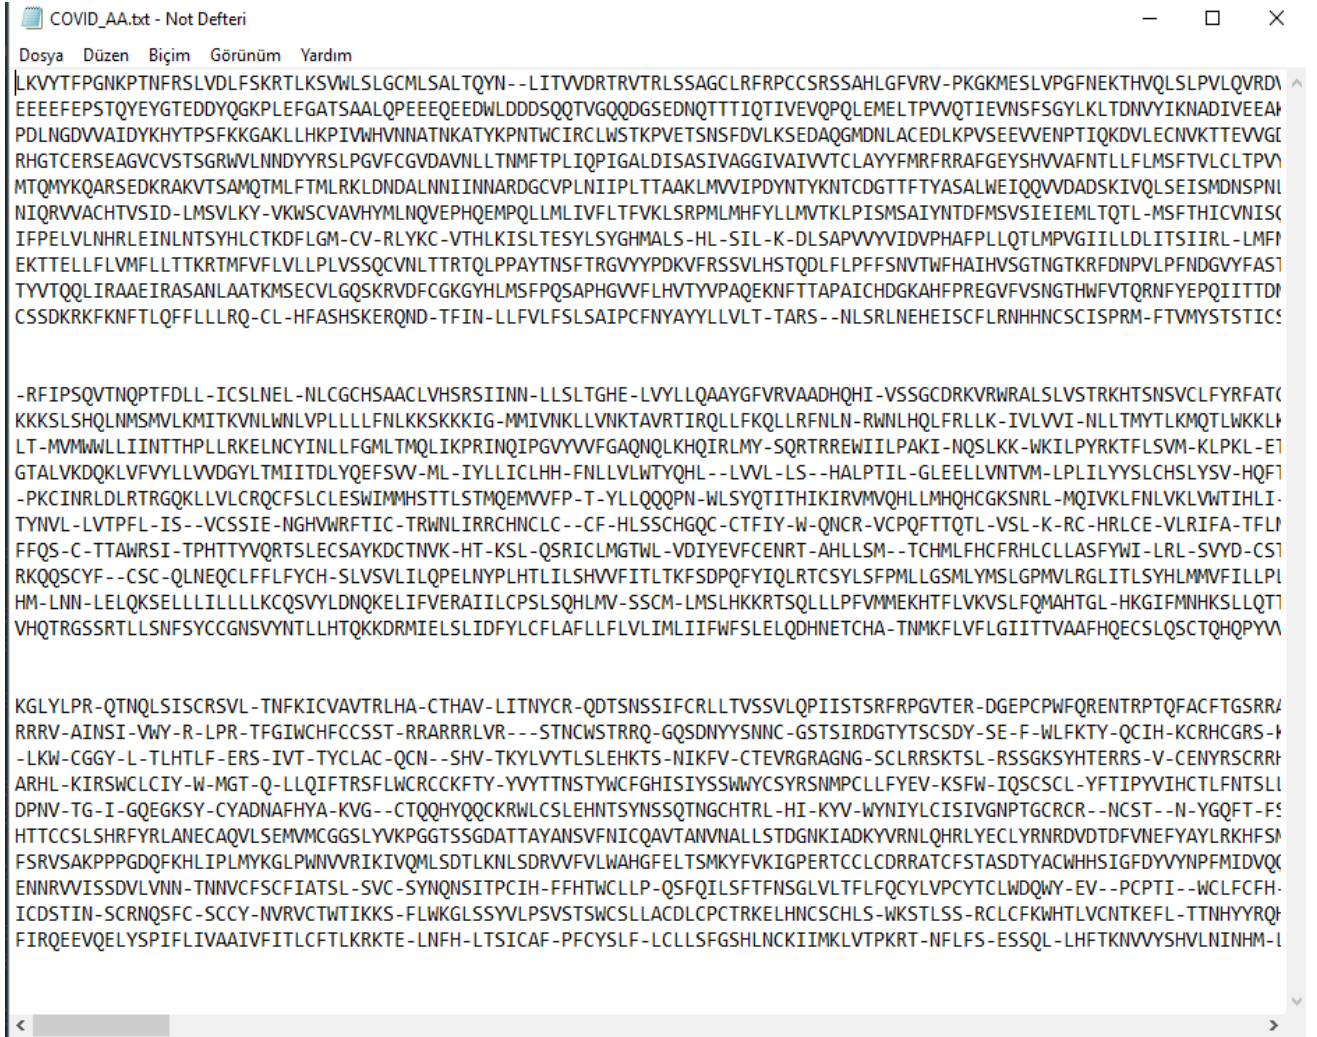 COVID_AA.txt - Not Defteri
Dosya Düzen Biçim Görünüm Yardım
LKVYTFPGNKPTNFRSLVDLFSKRTLKSVWLSLGCMLSALTQYN--LITVVDRTRVTRLSSAGCLRFRPCCSRSSAHLGFVRV-PKGKMESLVPGFNEKTHVQLSLPVLQVRDV
EEEEFEPSTQYEYGTEDDYQGKPLEFGATSAALQPEEEQEEDWLDDDSQQTVGQQDGSEDNQTTTIQTIVEVQPQLEMELTPVVQTIEVNSFSGYLKLTDNVYIKNADIVEEAK
PDLNGDVVAIDYKHYTPSFKKGAKLLHKPIVWHVNNATNKATYKPNTWCIRCLWSTKPVETSNSFDVLKSEDAQGMDNLACEDLKPVSEEVVENPTIQKDVLECNVKTTEVVGD
RHGTCERSEAGVCVSTSGRWVLNNDYYRSLPGVFCGVDAVNLLTNMFTPLIQPIGALDISASIVAGGIVAIVVTCLAYYFMRFRRAFGEYSHVVAFNTLLFLMSFTVLCLTPVY
MTQMYKQARSEDKRAKVTSAMQTMLFTMLRKLDNDALNNIINNARDGCVPLNIIPLTTAAKLMVVIPDYNTYKNTCDGTTFTYASALWEIQQVVDADSKIVQLSEISMDNSPNL
NIQRVVACHTVSID-LMSVLKY-VKWSCVAVHYMLNQVEPHQEMPQLLMLIVFLTFVKLSRPMLMHFYLLMVTKLPISMSAIYNTDFMSVSIEIEMLTQTL-MSFTHICVNISQ
IFPELVLNHRLEINLNTSYHLCTKDFLGM-CV-RLYKC-VTHLKISLTESYLSYGHMALS-HL-SIL-K-DLSAPVVYVIDVPHAFPLLQTLMPVGIILLDLITSIIRL-LMFM
EKTTELLFLVMFLLTTKRTMFVFLVLLPLVSSQCVNLTTRTQLPPAYTNSFTRGVYYPDKVFRSSVLHSTQDLFLPFFSNVTWFHAIHVSGTNGTKRFDNPVLPFNDGVYFAST
TYVTQQLIRAAEIRASANLAATKMSECVLGQSKRVDFCGKGYHLMSFPQSAPHGVVFLHVTYVPAQEKNFTTAPAICHDGKAHFPREGVFVSNGTHWFVTQRNFYEPQIITTDN
CSSDKRKFKNFTLQFFLLLRQ-CL-HFASHSKERQND-TFIN-LLFVLFSLSAIPCFNYAYYLLVLT-TARS--NLSRLNEHEISCFLRNHHNCSCISPRM-FTVMYSTSTICS
-RFIPSQVTNQPTFDLL-ICSLNEL-NLCGCHSAACLVHSRSIINN-LLSLTGHE-LVYLLQAAYGFVRVAADHQHI-VSSGCDRKVRWRALSLVSTRKHTSNSVCLFYRFATC
KKKSLSHQLNMSMVLKMITKVNLWNLVPLLLLFNLKKSKKKIG-MMIVNKLLVNKTAVRTIRQLLFKQLLRFNLN-RWNLHQLFRLLK-IVLVVI-NLLTMYTLKMQTLWKKLK
LT-MVMWWLLIINTTHPLLRKELNCYINLLFGMLTMQLIKPRINQIPGVYVVFGAQNQLKHQIRLMY-SQRTRREWIILPAKI-NQSLKK-WKILPYRKTFLSVM-KLPKL-ET
GTALVKDQKLVFVYLLVVDGYLTMIITDLYQEFSVV-ML-IYLLICLHH-FNLLVLWTYQHL--LVVL-LS--HALPTIL-GLEELLVNTVM-LPLILYYSLCHSLYSV-HQFT
-PKCINRLDLRTRGQKLLVLCRQCFSLCLESWIMMHSTTLSTMQEMVVFP-T-YLLQQQPN-WLSYQTITHIKIRVMVQHLLMHQHCGKSNRL-MQIVKLFNLVKLVWTIHLI-
TYNVL-LVTPFL-IS--VCSSIE-NGHVWRFTIC-TRWNLIRRCHNCLC--CF-HLSSCHGQC-CTFIY-W-QNCR-VCPQFTTQTL-VSL-K-RC-HRLCE-VLRIFA-TFLM
FFQS-C-TTAWRSI-TPHTTYVQRTSLECSAYKDCTNVK-HT-KSL-QSRICLMGTWL-VDIYEVFCENRT-AHLLSM--TCHMLFHCFRHLCLLASFYWI-LRL-SVYD-CST
RKQQSCYF--CSC-QLNEQCLFFLFYCH-SLVSVLILQPELNYPLHTLILSHVVFITLTKFSDPQFYIQLRTCSYLSFPMLLGSMLYMSLGPMVLRGLITLSYHLMMVFILLPL
HM-LNN-LELQKSELLLILLLLKCQSVYLDNQKELIFVERAIILCPSLSQHLMV-SSCM-LMSLHKKRTSQLLLPFVMMEKHTFLVKVSLFQMAHTGL-HKGIFMNHKSLLQTT
VHQTRGSSRTLLSNFSYCCGNSVYNTLLHTQKKDRMIELSLIDFYLCFLAFLLFLVLIMLIIFWFSLELQDHNETCHA-TNMKFLVFLGIITTVAAFHQECSLQSCTQHQPYVV
KGLYLPR-QTNQLSISCRSVL-TNFKICVAVTRLHA-CTHAV-LITNYCR-QDTSNSSIFCRLLTVSSVLQPIISTSRFRPGVTER-DGEPCPWFQRENTRPTQFACFTGSRRA
RRRV-AINSI-VWY-R-LPR-TFGIWCHFCCSST-RRARRRLVR---STNCWSTRRQ-GQSDNYYSNNC-GSTSIRDGTYTSCSDY-SE-F-WLFKTY-QCIH-KCRHCGRS-K
-LKW-CGGY-L-TLHTLF-ERS-IVT-TYCLAC-QCN--SHV-TKYLVYTLSLEHKTS-NIKFV-CTEVRGRAGNG-SCLRRSKTSL-RSSGKSYHTERRS-V-CENYRSCRRH
ARHL-KIRSWCLCIY-W-MGT-Q-LLQIFTRSFLWCRCCKFTY-YVYTTNSTYWCFGHISIYSSWWYCSYRSNMPCLLFYEV-KSFW-IQSCSCL-YFTIPYVIHCTLFNTSLL
DPNV-TG-I-GQEGKSY-CYADNAFHYA-KVG--CTQQHYQQCKRWLCSLEHNTSYNSSQTNGCHTRL-HI-KYV-WYNIYLCISIVGNPTGCRCR--NCST--N-YGQFT-FS
HTTCCSLSHRFYRLANECAQVLSEMVMCGGSLYVKPGGTSSGDATTAYANSVFNICQAVTANVNALLSTDGNKIADKYVRNLQHRLYECLYRNRDVDTDFVNEFYAYLRKHFSM
FSRVSAKPPPGDQFKHLIPLMYKGLPWNVVRIKIVQMLSDTLKNLSDRVVFVLWAHGFELTSMKYFVKIGPERTCCLCDRRATCFSTASDTYACWHHSIGFDYVYNPFMIDVQQ
ENNRVVISSDVLVNN-TNNVCFSCFIATSL-SVC-SYNQNSITPCIH-FFHTWCLLP-QSFQILSFTFNSGLVLTFLFQCYLVPCYTCLWDQWY-EV--PCPTI--WCLFCFH-
ICDSTIN-SCRNQSFC-SCCY-NVRVCTWTIKKS-FLWKGLSSYVLPSVSTSWCSLLACDLCPCTRKELHNCSCHLS-WKSTLSS-RCLCFKWHTLVCNTKEFL-TTNHYYRQH
FIRQEEVQELYSPIFLIVAAIVFITLCFTLKRKTE-LNFH-LTSICAF-PFCYSLF-LCLLSFGSHLNCKIIMKLVTPKRT-NFLFS-ESSQL-LHFTKNVVYSHVLNINHM-L